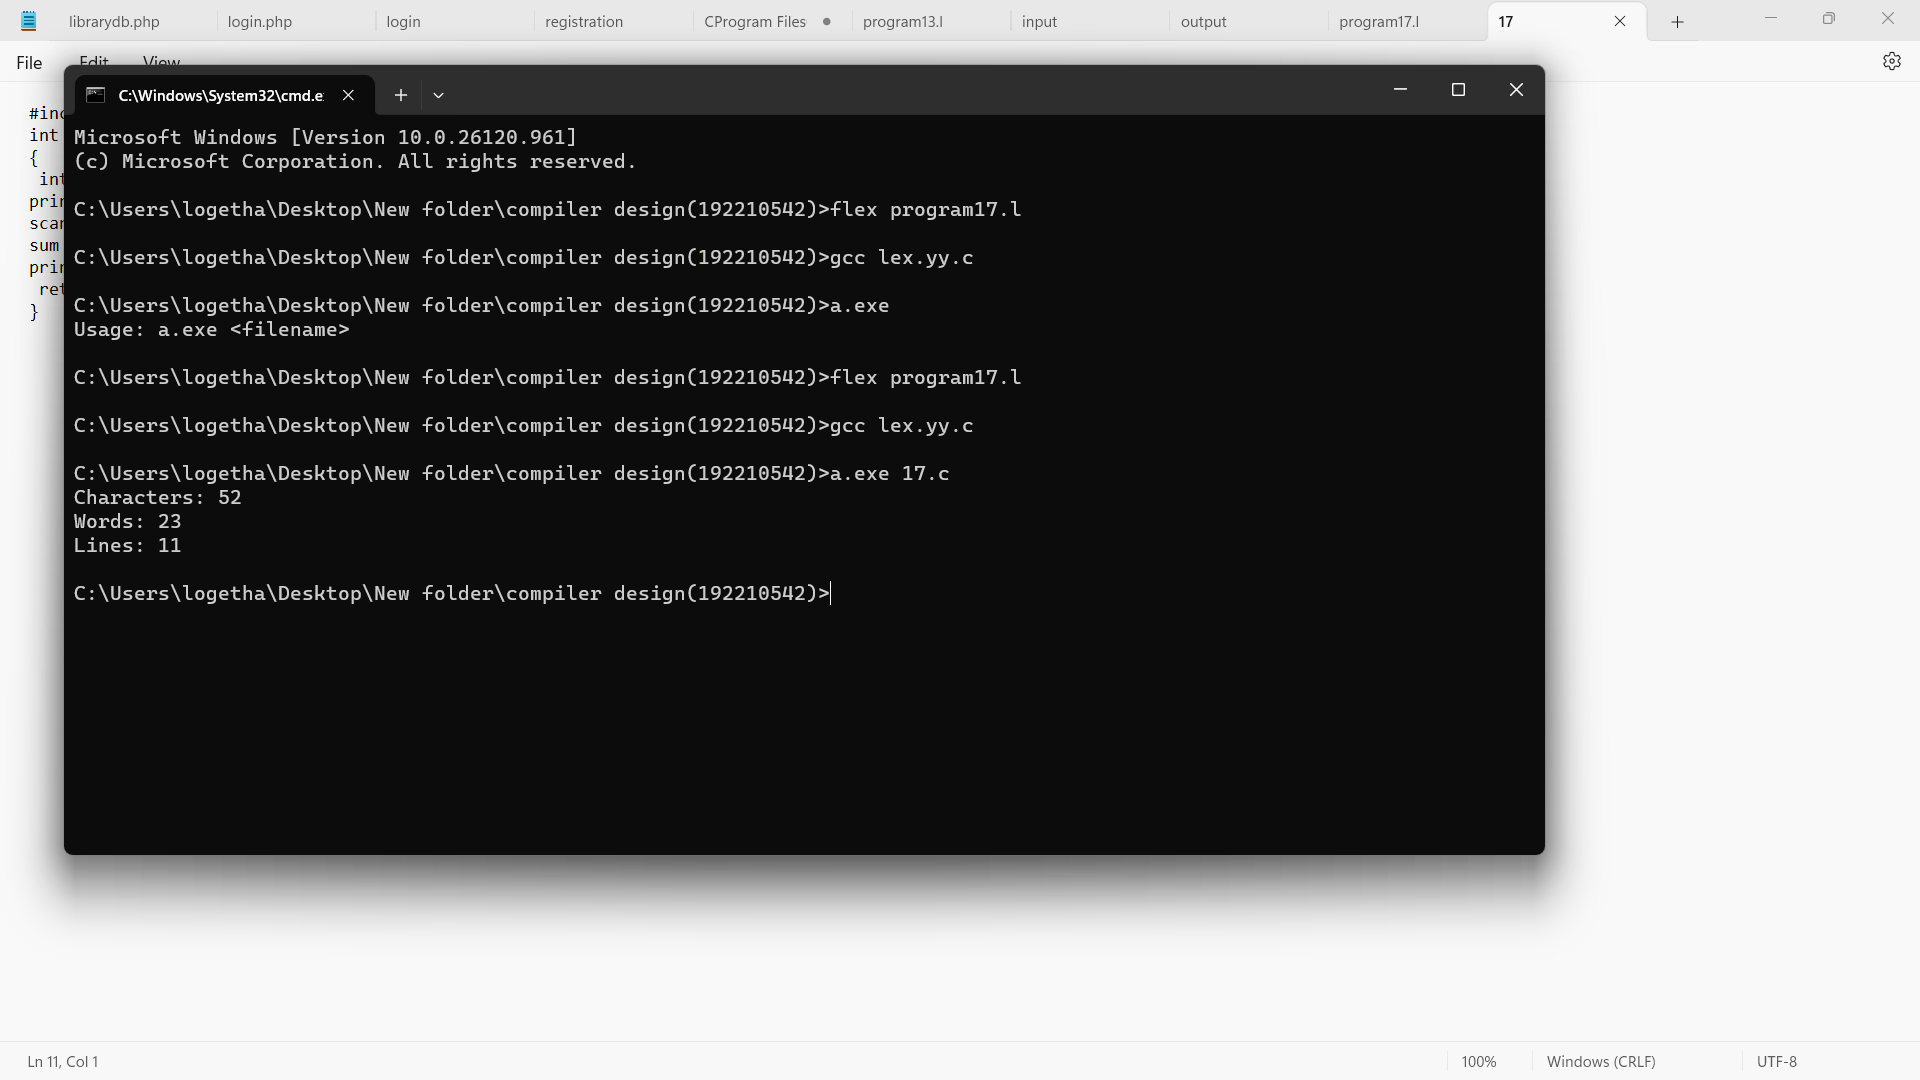 librarydb.php login.php login registration CProgram Files program13.l input output program17.l 17
File Edit View
C:\Windows\System32\cmd.e
Microsoft Windows [Version 10.0.26120.961]
(c) Microsoft Corporation. All rights reserved.
C:\Users\logetha\Desktop\New folder\compiler design(192210542)>flex program17.l
C:\Users\logetha\Desktop\New folder\compiler design(192210542)>gcc lex.yy.c
C:\Users\logetha\Desktop\New folder\compiler design(192210542)>a.exe
Usage: a.exe <filename>
C:\Users\logetha\Desktop\New folder\compiler design(192210542)>flex program17.l
C:\Users\logetha\Desktop\New folder\compiler design(192210542)>gcc lex.yy.c
C:\Users\logetha\Desktop\New folder\compiler design(192210542)>a.exe 17.c
Characters: 52
Words: 23
Lines: 11
C:\Users\logetha\Desktop\New folder\compiler design(192210542)>
int
{
sum
}
Ln 11, Col 1 100% Windows (CRLF) UTF-8